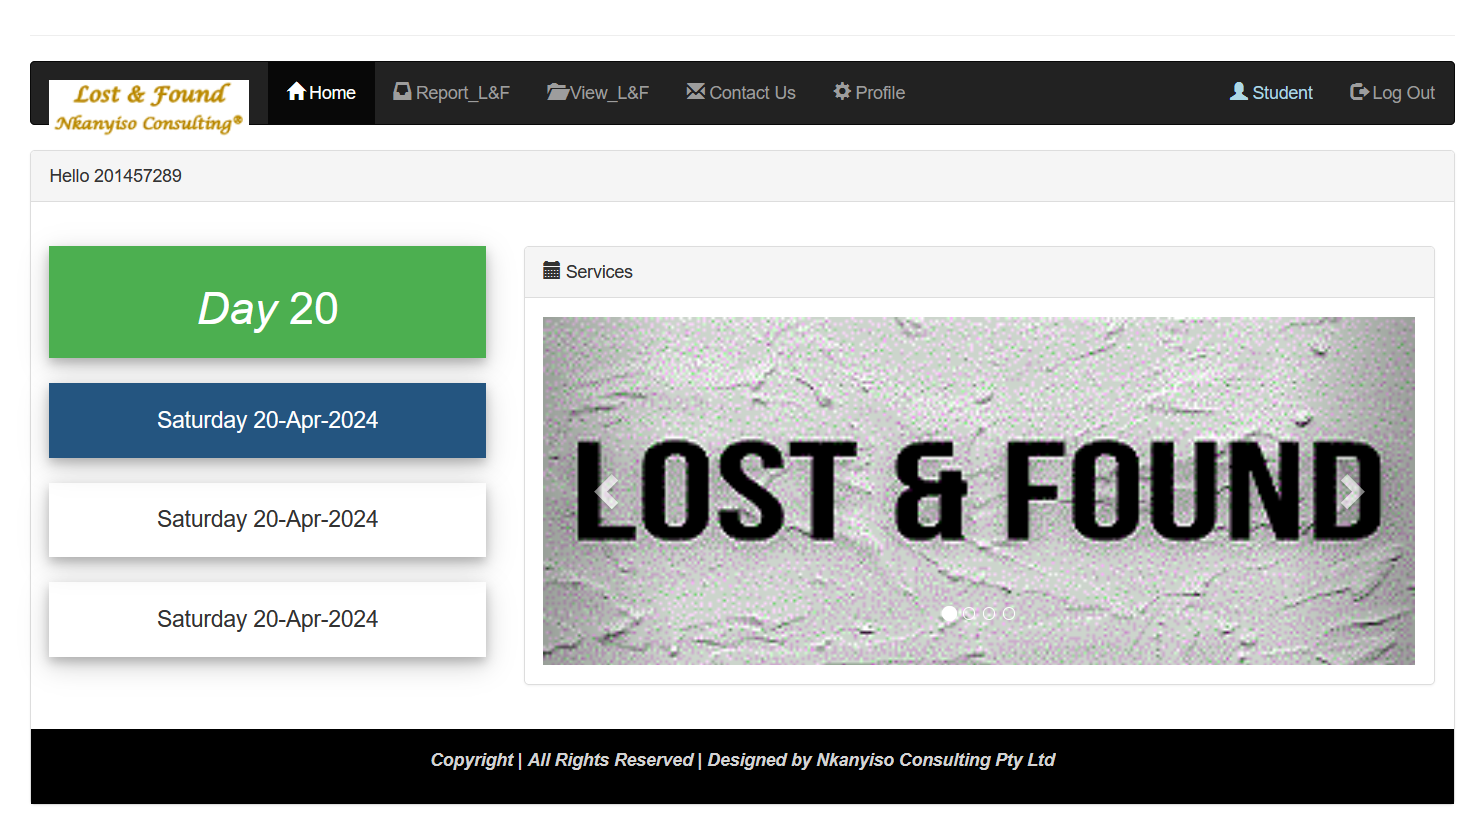 Lost & Found
Nkanyiso Consulting®
Home
Report_L&F
View_L&F
Contact Us
Profile
Student
Log Out
Hello 201457289
Day 20
Saturday 20-Apr-2024
Saturday 20-Apr-2024
Saturday 20-Apr-2024
Services
LOST & FOUND
Copyright | All Rights Reserved | Designed by Nkanyiso Consulting Pty Ltd